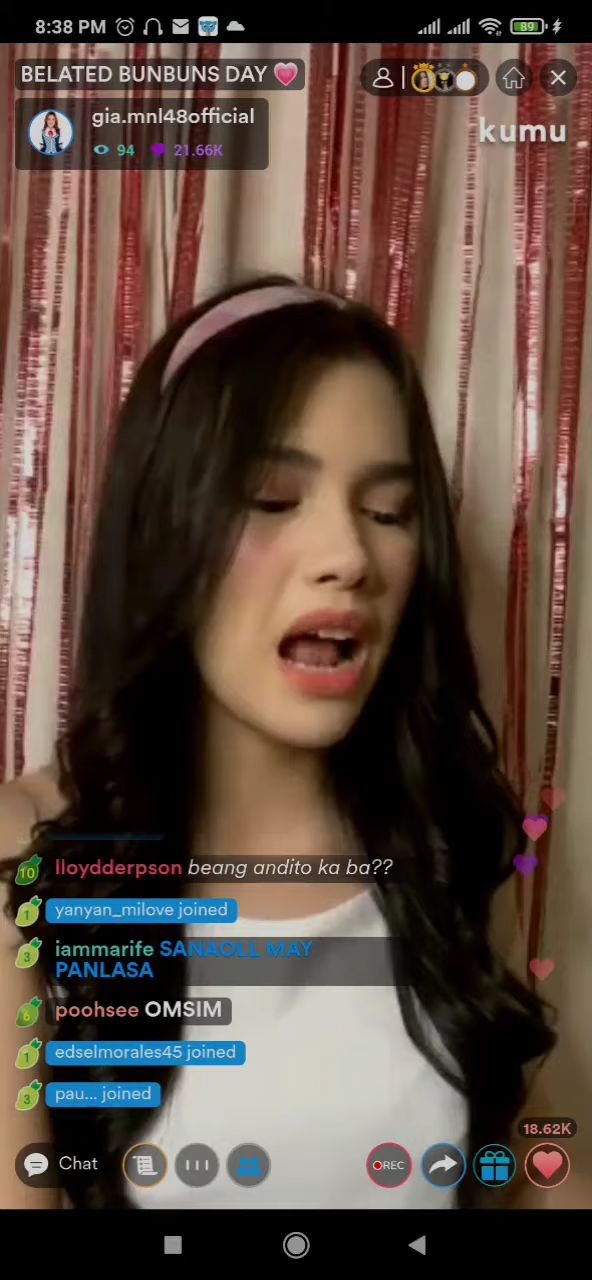 8:38 PM
89
BELATED BUNBUNS DAY
gia.mnl48official
94
21.66K
kumu
10
lloydderpson beang andito ka ba??
1
yanyan_milove joined
3
iammarife SANAOLL MAY
PANLASA
6
poohsee OMSIM
1
edselmorales45 joined
3
pau... joined
18.62K
Chat
REC